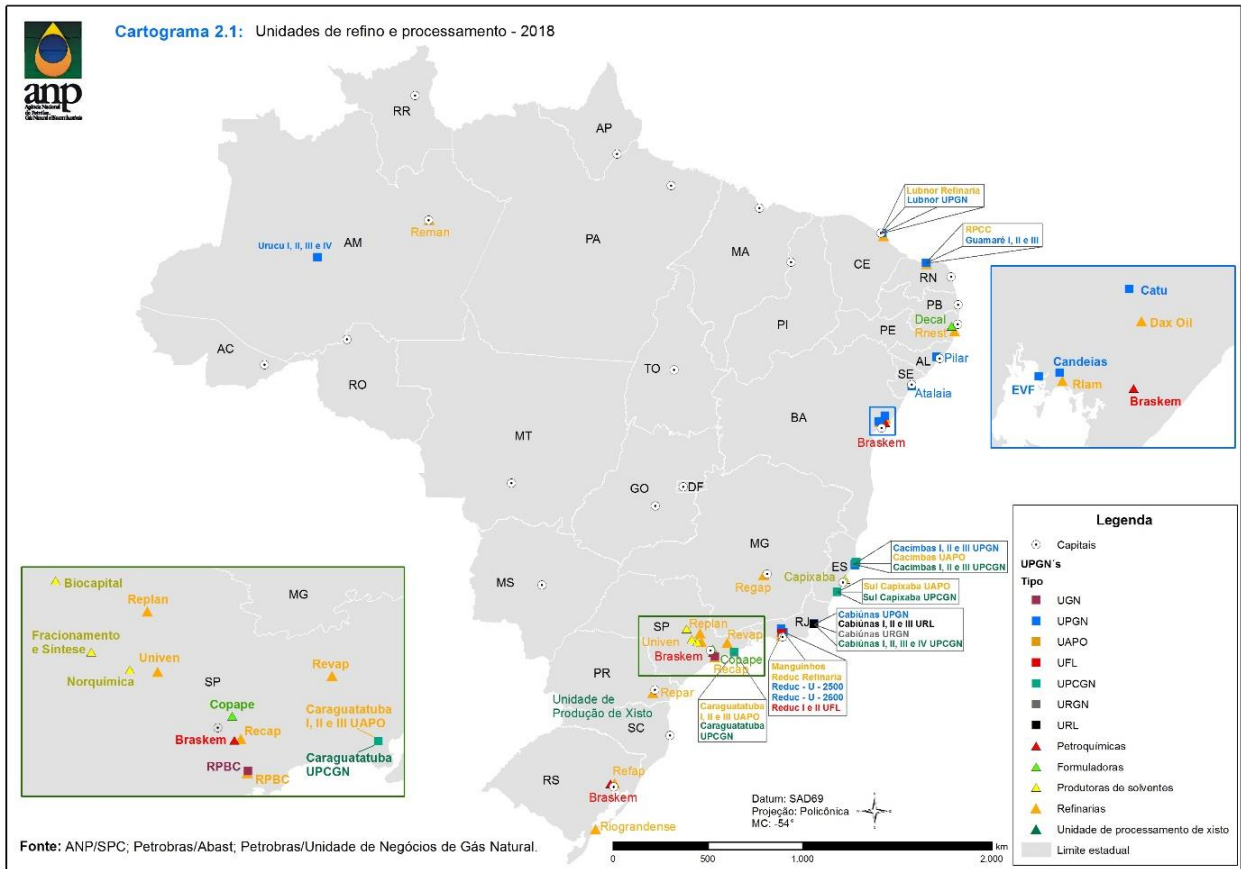 Cartograma 2.1: Unidades de refino e processamento - 2018
anp
Agência Nacional
do Petróleo,
Gás Natural e Biocombustíveis
RR
AP
Reman
AM
Urucu I, II, III e IV
PA
MA
Lubnor Refinaria
Lubnor UPGN
RPCC
Guamaré I, II e III
CE
RN
PB
PI
PE
Decal
Rnest
AL
Pilar
SE
Atalaia
AC
RO
TO
BA
Braskem
MT
GO
DF
MG
MS
ES
Capixaba
Regap
Cacimbas I, II e III UPGN
Cacimbas UAPO
Cacimbas I, II e III UPCGN
Sul Capixaba UAPO
Sul Capixaba UPCGN
Cabiúnas UPGN
Cabiúnas I, II e III URL
Cabiúnas URGN
Cabiúnas I, II, III e IV UPCGN
RJ
SP
Replan
Univen
Revap
Braskem
Copape
Recap
Manguinhos
Reduc Refinaria
Reduc - U - 2500
Reduc - U - 2600
Reduc I e II UFL
Caraguatatuba
I, II e III UAPO
Caraguatatuba
UPCGN
PR
Repar
Unidade de
Produção de Xisto
SC
RS
Refap
Braskem
Riograndense
Catu
Dax Oil
Candeias
EVF
Rlam
Braskem
Biocapital
Replan
MG
Fracionamento
e Síntese
Univen
Norquímica
SP
Revap
Copape
Braskem
Recap
Caraguatatuba
I, II e III UAPO
Caraguatatuba
UPCGN
RPBC
RPBC
Legenda
Capitais
UPGN´s
Tipo
UGN
UPGN
UAPO
UFL
UPCGN
URGN
URL
Petroquímicas
Formuladoras
Produtoras de solventes
Refinarias
Unidade de processamento de xisto
Limite estadual
Datum: SAD69
Projeção: Policônica
MC: -54°
km
0 500 1.000 2.000
Fonte: ANP/SPC; Petrobras/Abast; Petrobras/Unidade de Negócios de Gás Natural.